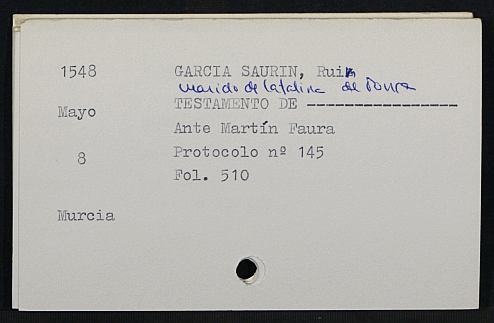 1548 GARCIA SAURIN, Ruiz
marido de Catalina de
TESTAMENTO DE ----------------
Mayo
Ante Martín Faura
8 Protocolo nº 145
Fol. 510
Murcia